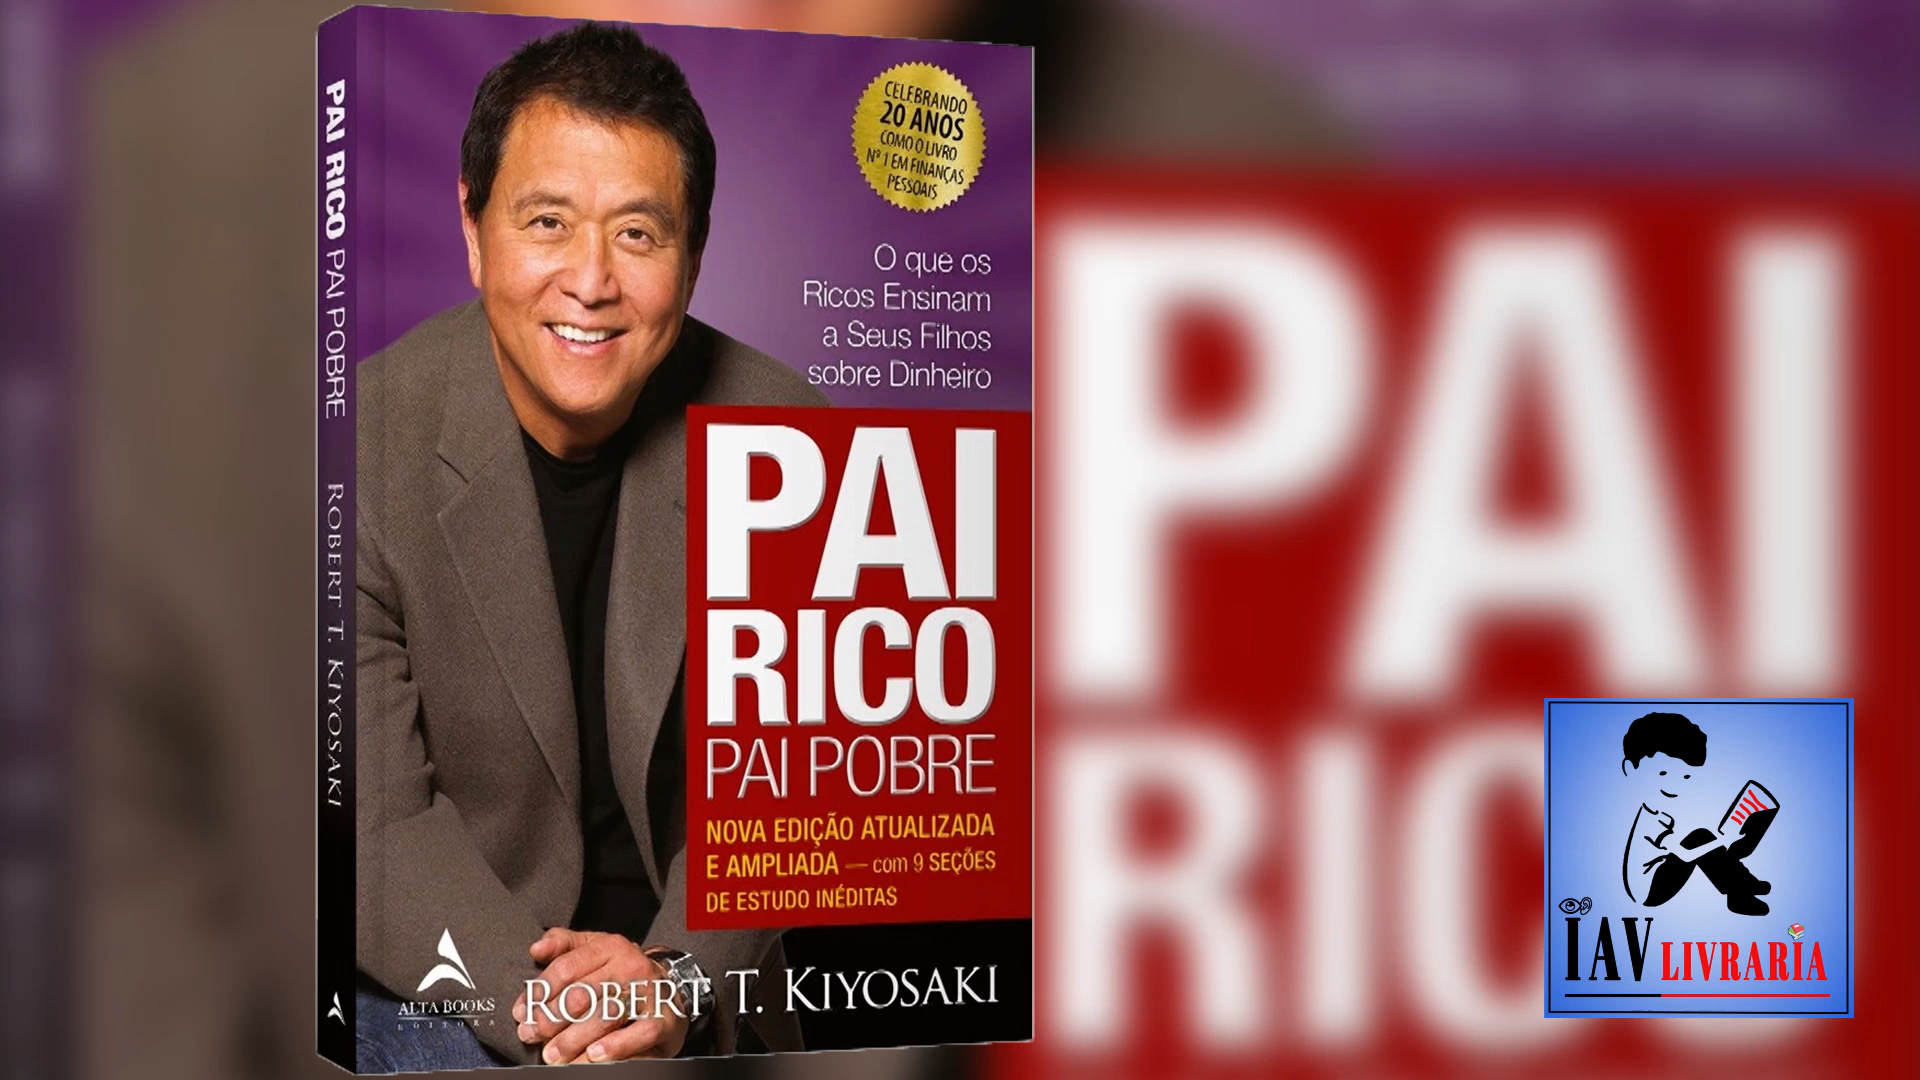 PAI RICO PAI POBRE ROBERT T. KIYOSAKI
CELEBRANDO
20 ANOS
COMO O LIVRO
Nº 1 EM FINANÇAS
PESSOAIS
O que os
Ricos Ensinam
a Seus Filhos
sobre Dinheiro
PAI
RICO
PAI POBRE
NOVA EDIÇÃO ATUALIZADA
E AMPLIADA — com 9 SEÇÕES
DE ESTUDO INÉDITAS
ALTA BOOKS
EDITORA
ROBERT T. KIYOSAKI
PAI
RICO
ÏAV LIVRARIA